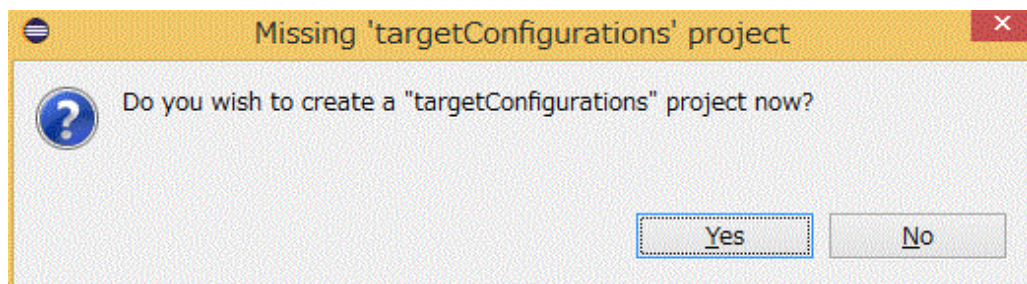 Missing 'targetConfigurations' project
Do you wish to create a "targetConfigurations" project now?
Yes
No